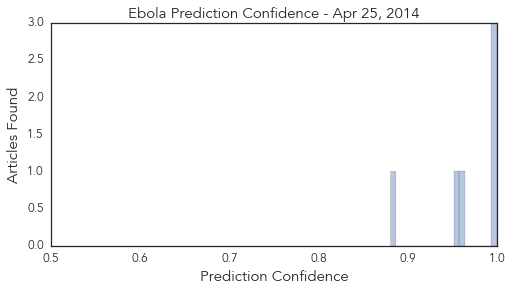 Ebola Prediction Confidence - Apr 25, 2014
3.0
2.5
2.0
1.5
1.0
0.5
0.0
Articles Found
0.5 0.6 0.7 0.8 0.9 1.0
Prediction Confidence